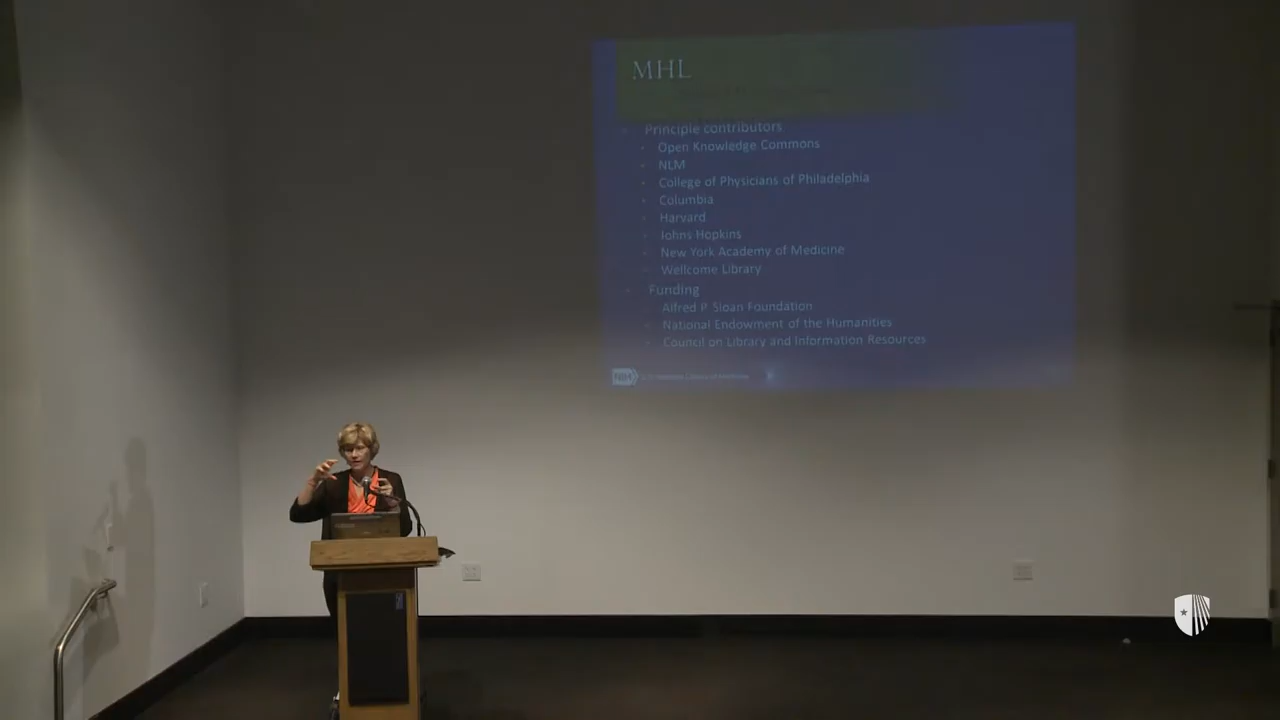 MHL
Principle contributors
Open Knowledge Commons
NLM
College of Physicians of Philadelphia
Columbia
Harvard
Johns Hopkins
New York Academy of Medicine
Wellcome Library
Funding
Alfred P Sloan Foundation
National Endowment of the Humanities
Council on Library and Information Resources
NIH